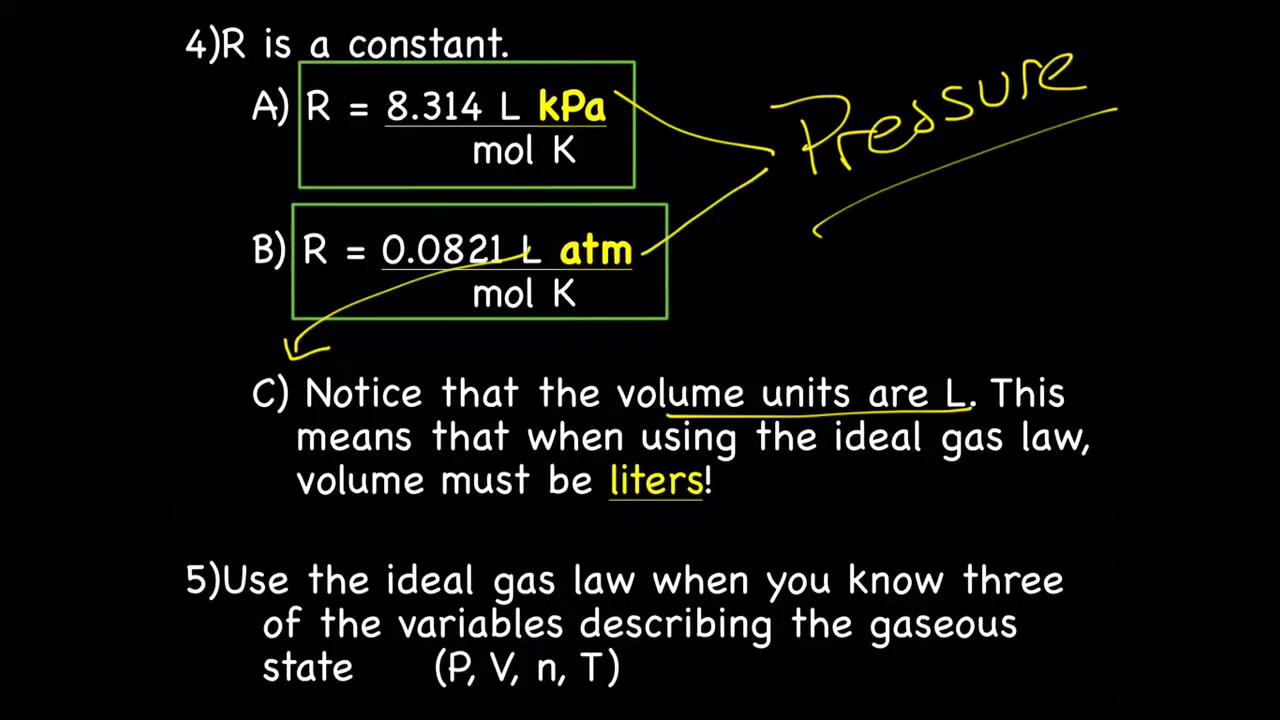 4)R is a constant.
A) R = 8.314 L kPa
mol K
Pressure
B) R = 0.0821 L atm
mol K
C) Notice that the volume units are L. This
means that when using the ideal gas law,
volume must be liters!
5)Use the ideal gas law when you know three
of the variables describing the gaseous
state (P, V, n, T)